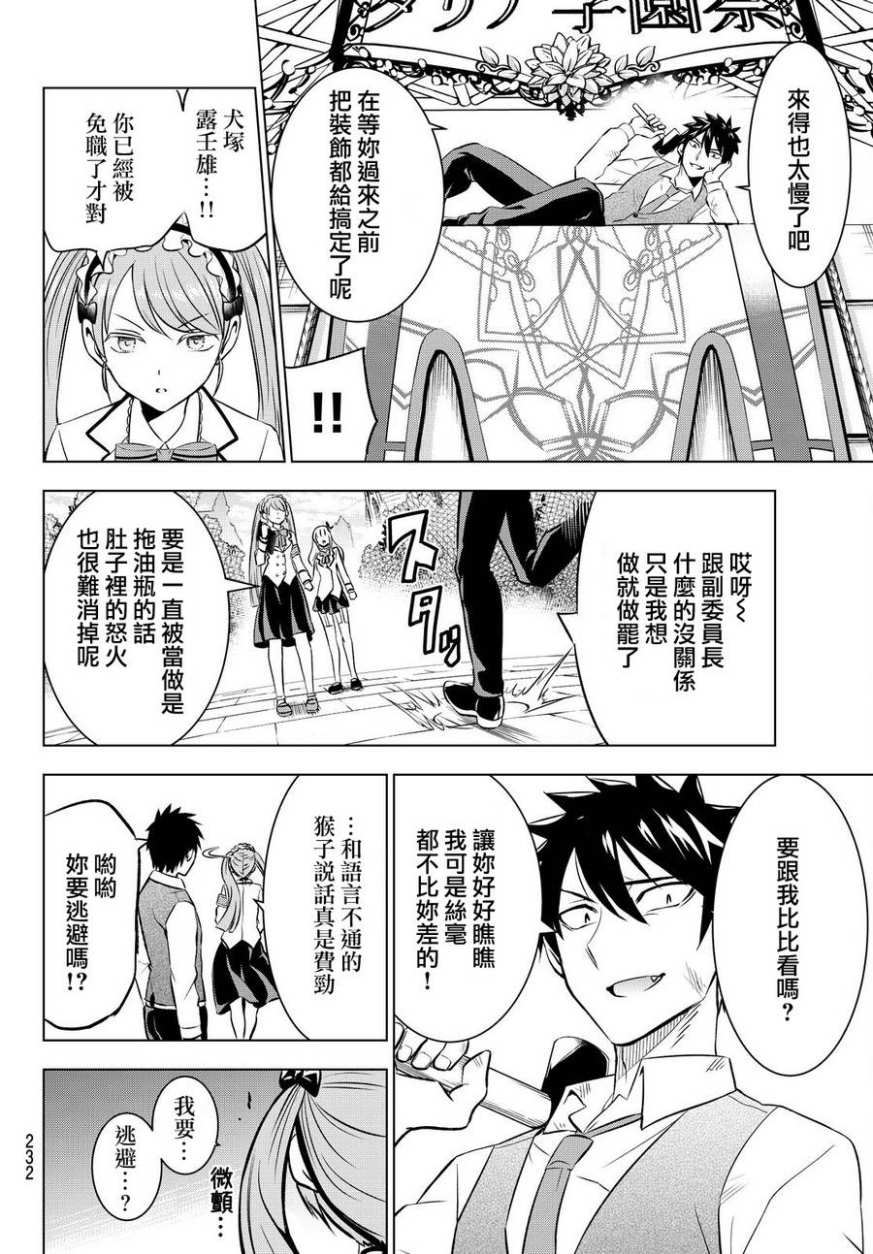 來得也太慢了吧
在等妳過來之前
把裝飾都給搞定了呢
!!
犬塚
露壬雄…!!
你已經被
免職了才對
哎呀～
跟副委員長
什麼的沒關係
只是我想
做就做罷了
スタッ
要是一直被當做是
拖油瓶的話
肚子裡的怒火
也很難消掉呢
要跟我比比看嗎?
讓妳好好瞧瞧
我可是絲毫
都不比妳差的!
…和語言不通的
猴子說話真是費勁
喲喲
妳要逃避嗎!?
微顫…
我要…
逃避…?
232